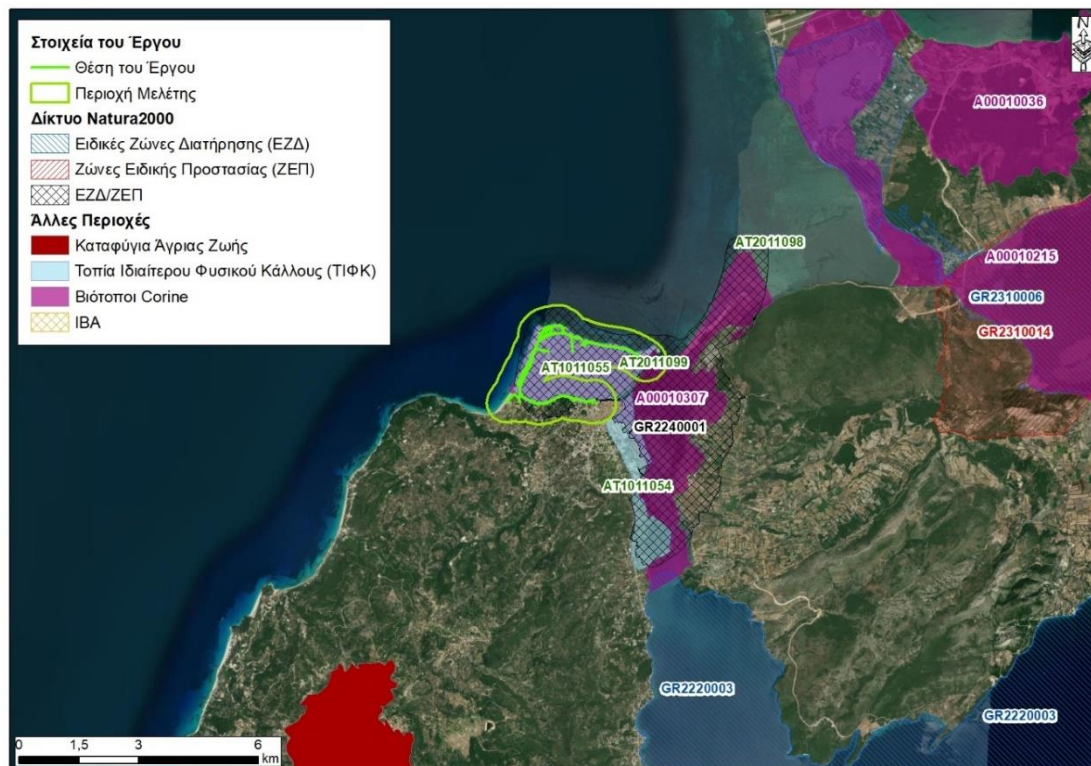 Στοιχεία του Έργου
Θέση του Έργου
Περιοχή Μελέτης
Δίκτυο Natura2000
Ειδικές Ζώνες Διατήρησης (ΕΖΔ)
Ζώνες Ειδικής Προστασίας (ΖΕΠ)
ΕΖΔ/ΖΕΠ
Άλλες Περιοχές
Καταφύγια Άγριας Ζωής
Τοπία Ιδιαίτερου Φυσικού Κάλλους (ΤΙΦΚ)
Βιότοποι Corine
IBA
N
A00010036
AT2011098
A00010215
GR2310006
GR2310014
AT1011055
AT2011099
A00010307
GR2240001
AT1011054
GR2220003
GR2220003
0 1,5 3 6
km